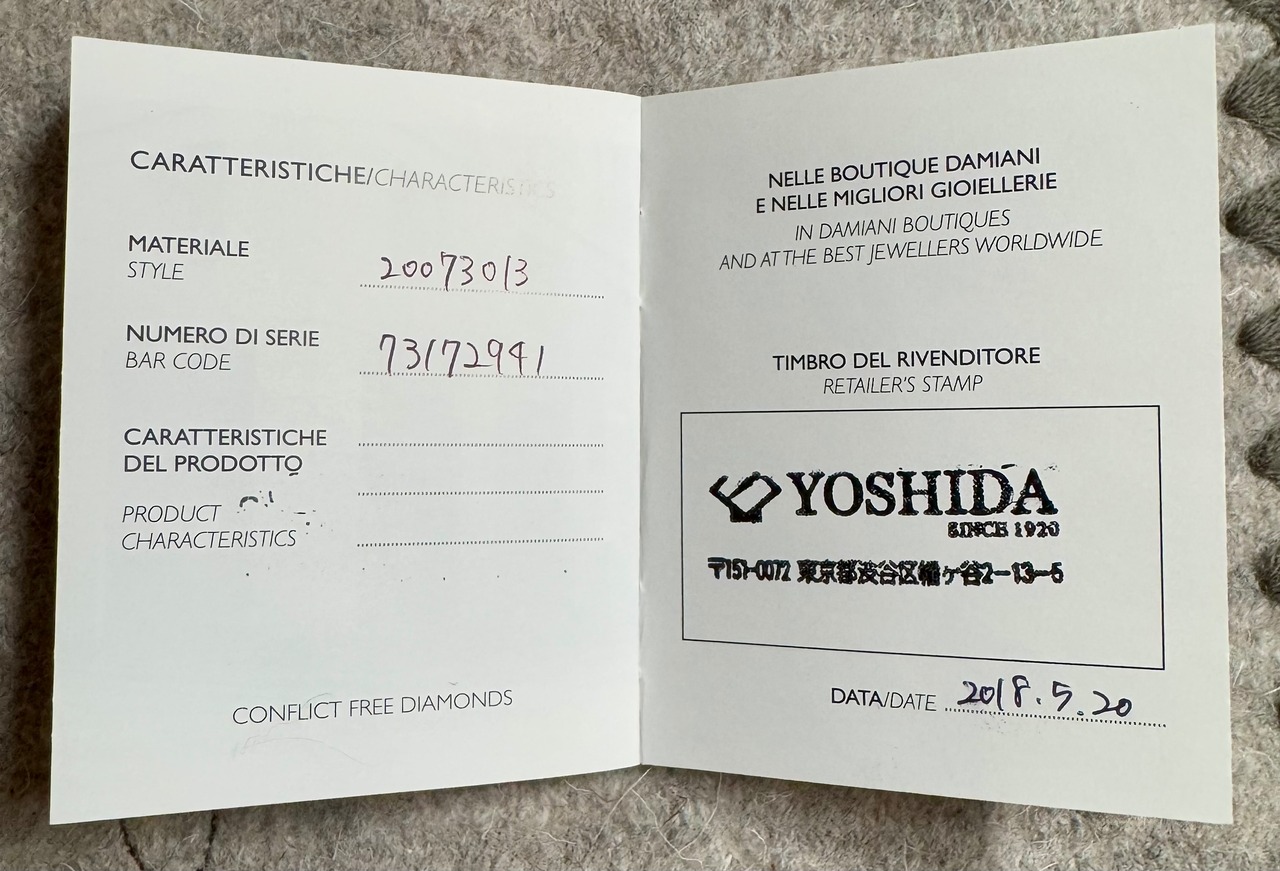 CARATTERISTICHE/CHARACTERISTICS
MATERIALE
STYLE
20073013
NUMERO DI SERIE
BAR CODE
73172941
CARATTERISTICHE
DEL PRODOTTO
PRODUCT
CHARACTERISTICS
CONFLICT FREE DIAMONDS
NELLE BOUTIQUE DAMIANI
E NELLE MIGLIORI GIOIELLERIE
IN DAMIANI BOUTIQUES
AND AT THE BEST JEWELLERS WORLDWIDE
TIMBRO DEL RIVENDITORE
RETAILER'S STAMP
YOSHIDA
SINCE 1920
〒151-0072 東京都渋谷区幡ヶ谷2-13-5
DATA/DATE 2018.5.20